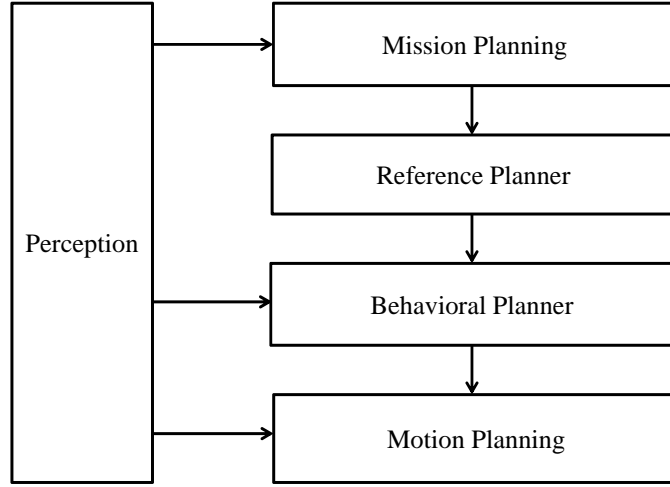 Mission Planning
Reference Planner
Perception
Behavioral Planner
Motion Planning